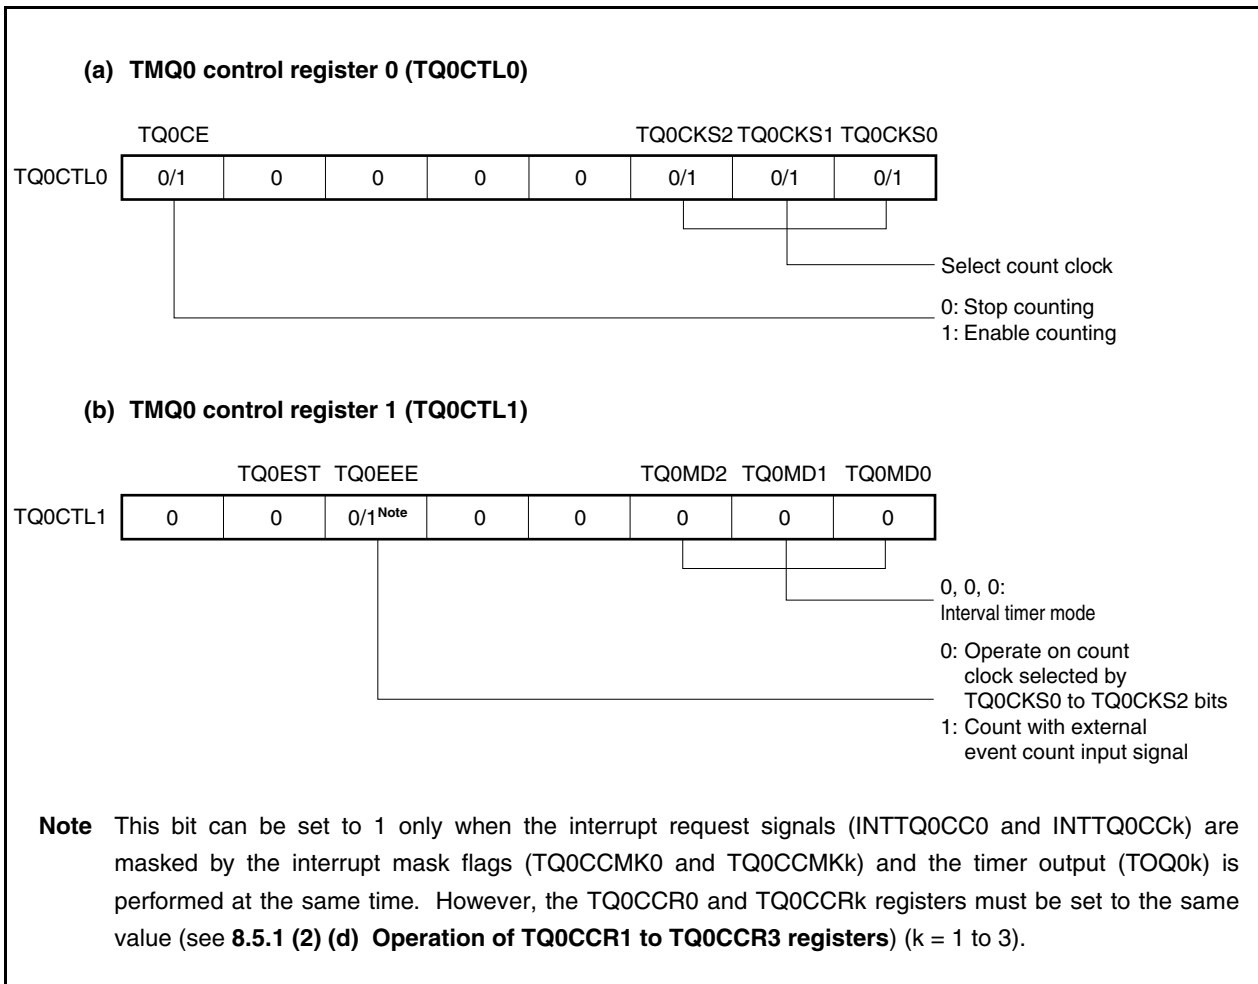 (a) TMQ0 control register 0 (TQ0CTL0)
TQ0CE TQ0CKS2 TQ0CKS1 TQ0CKS0
TQ0CTL0 0/1 0 0 0 0 0/1 0/1 0/1
Select count clock
0: Stop counting
1: Enable counting
(b) TMQ0 control register 1 (TQ0CTL1)
TQ0EST TQ0EEE TQ0MD2 TQ0MD1 TQ0MD0
TQ0CTL1 0 0 0/1Note 0 0 0 0 0
0, 0, 0:
Interval timer mode
0: Operate on count
clock selected by
TQ0CKS0 to TQ0CKS2 bits
1: Count with external
event count input signal
Note This bit can be set to 1 only when the interrupt request signals (INTTQ0CC0 and INTTQ0CCk) are
masked by the interrupt mask flags (TQ0CCMK0 and TQ0CCMKk) and the timer output (TOQ0k) is
performed at the same time. However, the TQ0CCR0 and TQ0CCRk registers must be set to the same
value (see 8.5.1 (2) (d) Operation of TQ0CCR1 to TQ0CCR3 registers) (k = 1 to 3).